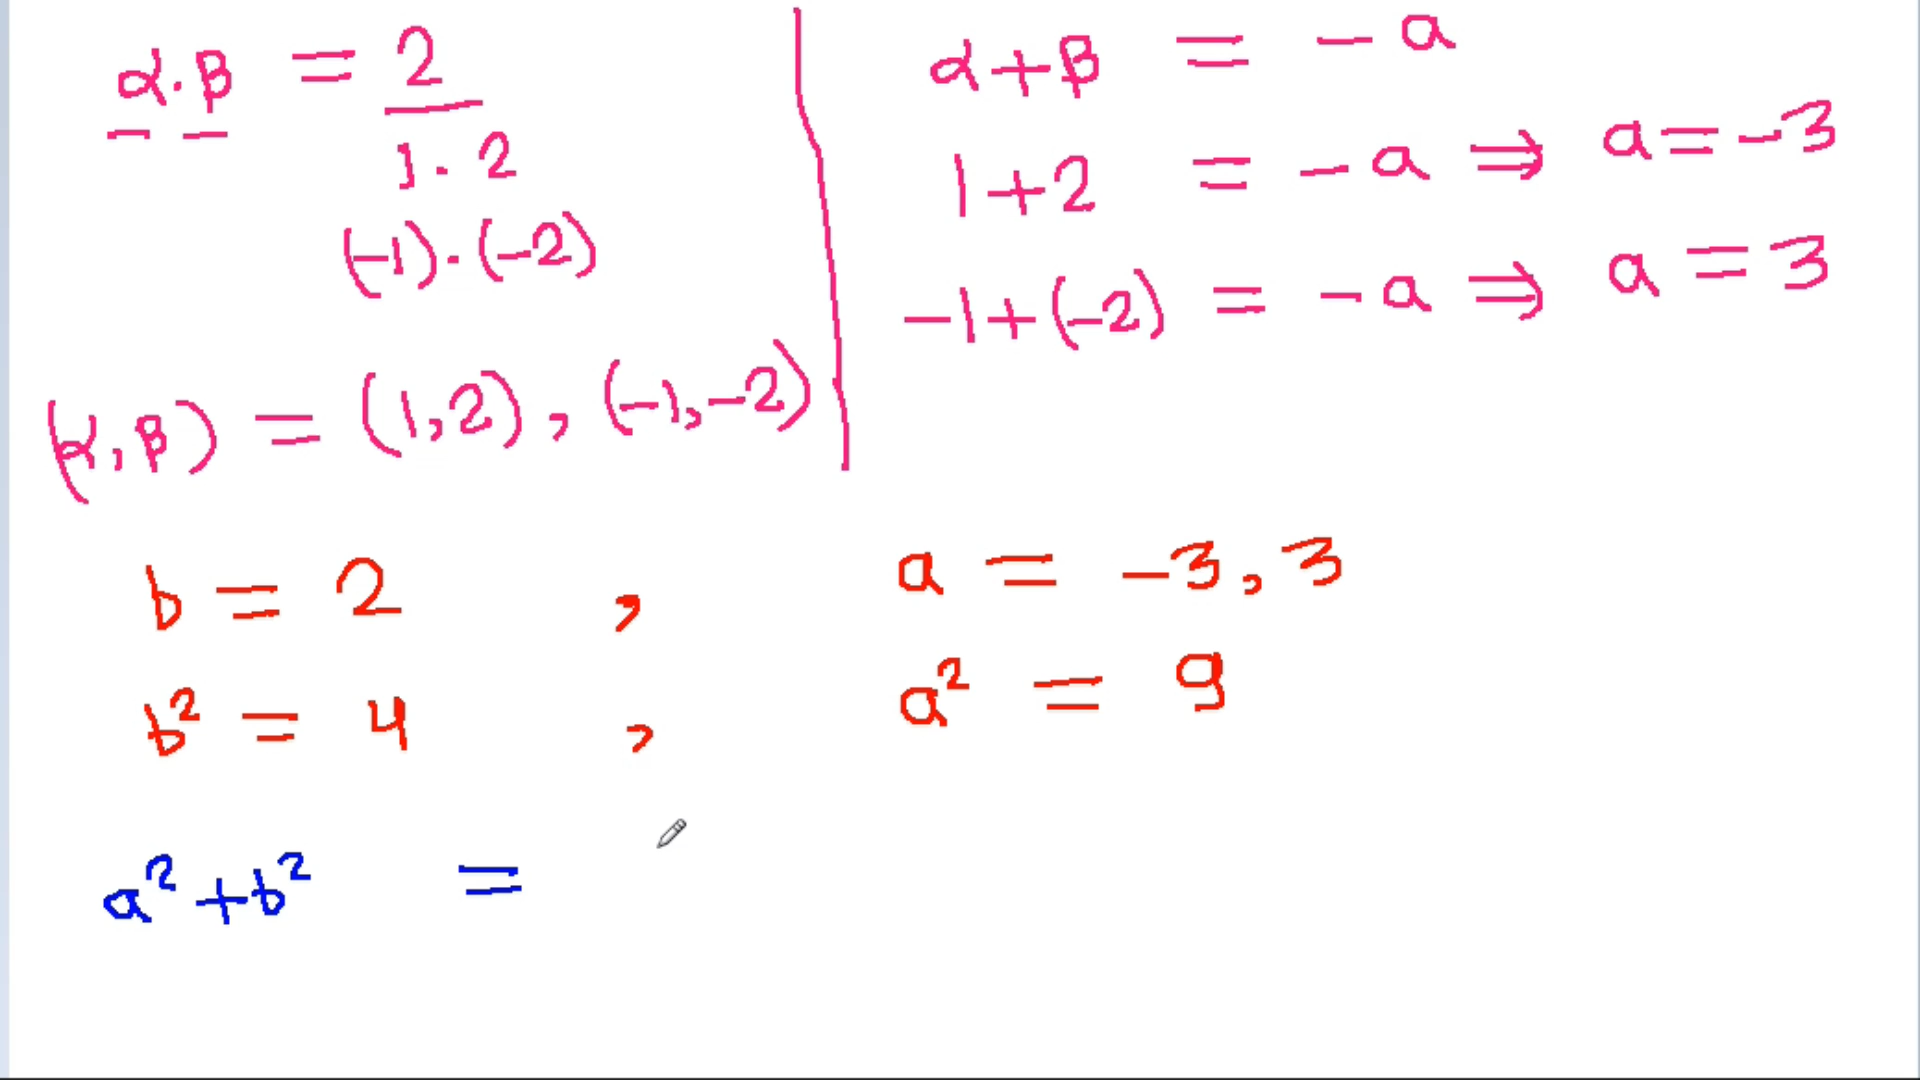 α.β = 2
1.2
(-1).(-2)
(α,β) = (1,2), (-1,-2)
α+β = -a
1+2 = -a ⇒ a=-3
-1+(-2) = -a ⇒ a=3
b = 2 , a = -3, 3
b² = 4 , a² = 9
a²+b² =